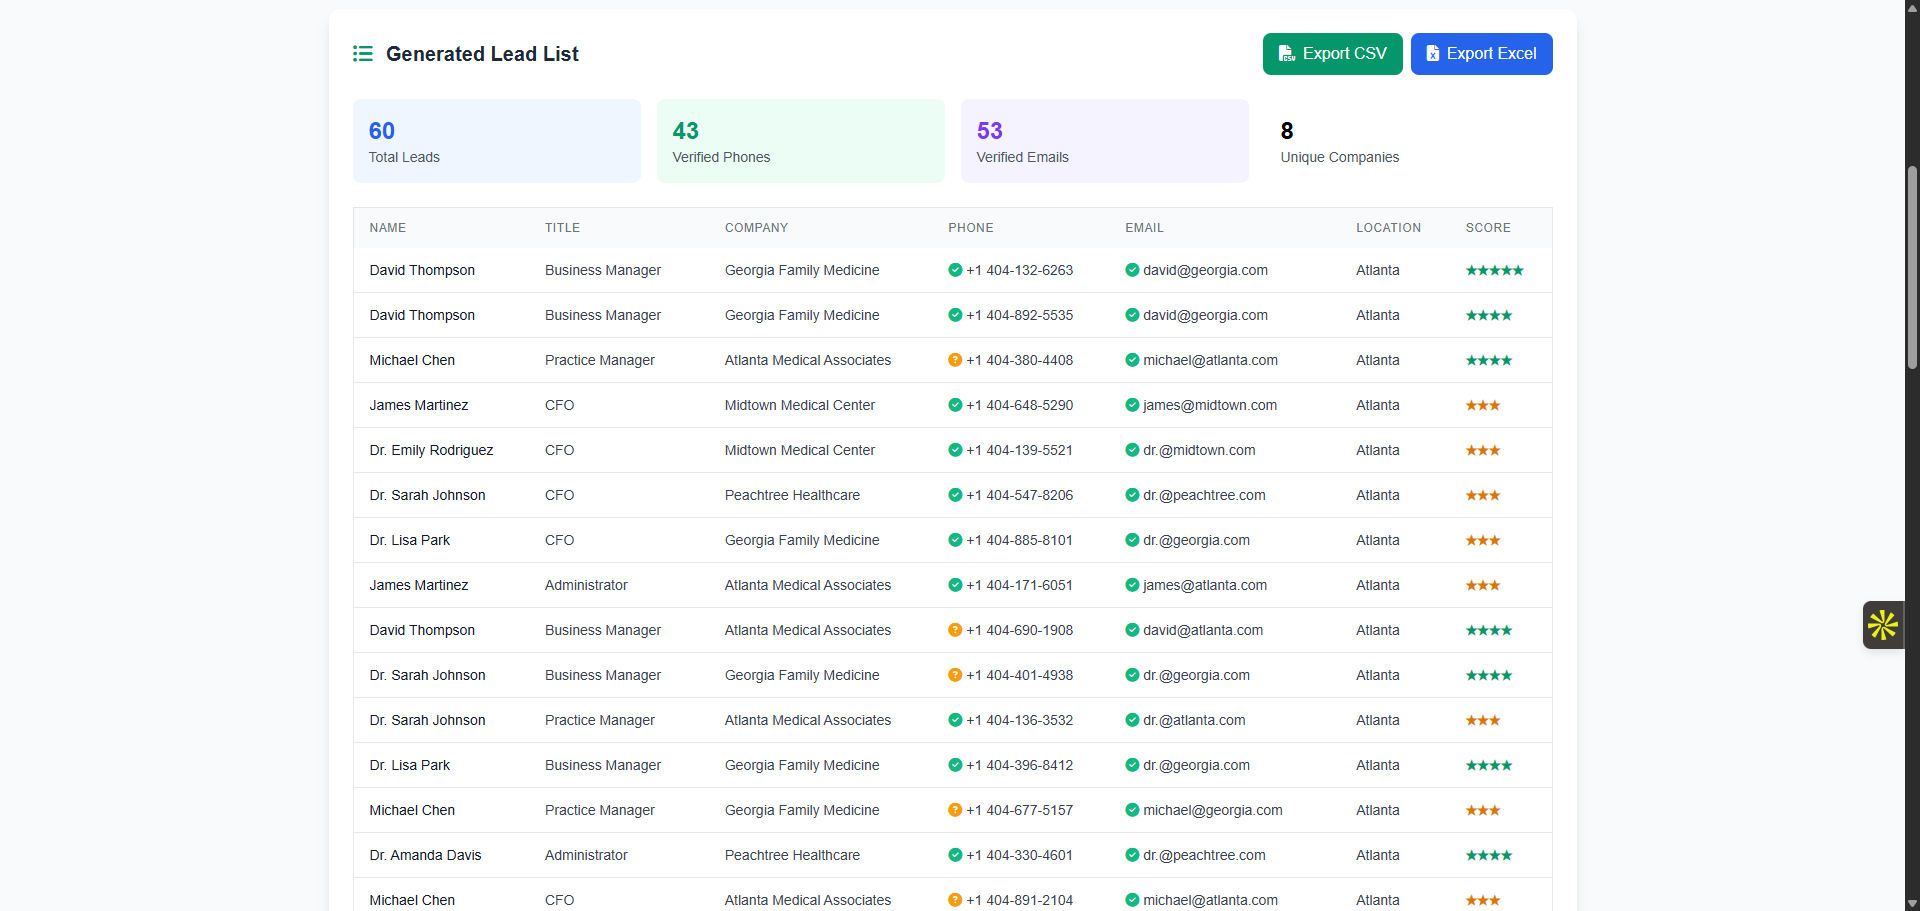 Generated Lead List
Export CSV
Export Excel
60
Total Leads
43
Verified Phones
53
Verified Emails
8
Unique Companies
NAME TITLE COMPANY PHONE EMAIL LOCATION SCORE
David Thompson Business Manager Georgia Family Medicine +1 404-132-6263 david@georgia.com Atlanta ★★★★★
David Thompson Business Manager Georgia Family Medicine +1 404-892-5535 david@georgia.com Atlanta ★★★★
Michael Chen Practice Manager Atlanta Medical Associates ? +1 404-380-4408 michael@atlanta.com Atlanta ★★★★
James Martinez CFO Midtown Medical Center +1 404-648-5290 james@midtown.com Atlanta ★★★
Dr. Emily Rodriguez CFO Midtown Medical Center +1 404-139-5521 dr.@midtown.com Atlanta ★★★
Dr. Sarah Johnson CFO Peachtree Healthcare +1 404-547-8206 dr.@peachtree.com Atlanta ★★★
Dr. Lisa Park CFO Georgia Family Medicine +1 404-885-8101 dr.@georgia.com Atlanta ★★★
James Martinez Administrator Atlanta Medical Associates +1 404-171-6051 james@atlanta.com Atlanta ★★★
David Thompson Business Manager Atlanta Medical Associates ? +1 404-690-1908 david@atlanta.com Atlanta ★★★★
Dr. Sarah Johnson Business Manager Georgia Family Medicine ? +1 404-401-4938 dr.@georgia.com Atlanta ★★★★
Dr. Sarah Johnson Practice Manager Atlanta Medical Associates +1 404-136-3532 dr.@atlanta.com Atlanta ★★★
Dr. Lisa Park Business Manager Georgia Family Medicine +1 404-396-8412 dr.@georgia.com Atlanta ★★★★
Michael Chen Practice Manager Georgia Family Medicine ? +1 404-677-5157 michael@georgia.com Atlanta ★★★
Dr. Amanda Davis Administrator Peachtree Healthcare +1 404-330-4601 dr.@peachtree.com Atlanta ★★★★
Michael Chen CFO Atlanta Medical Associates ? +1 404-891-2104 michael@atlanta.com Atlanta ★★★